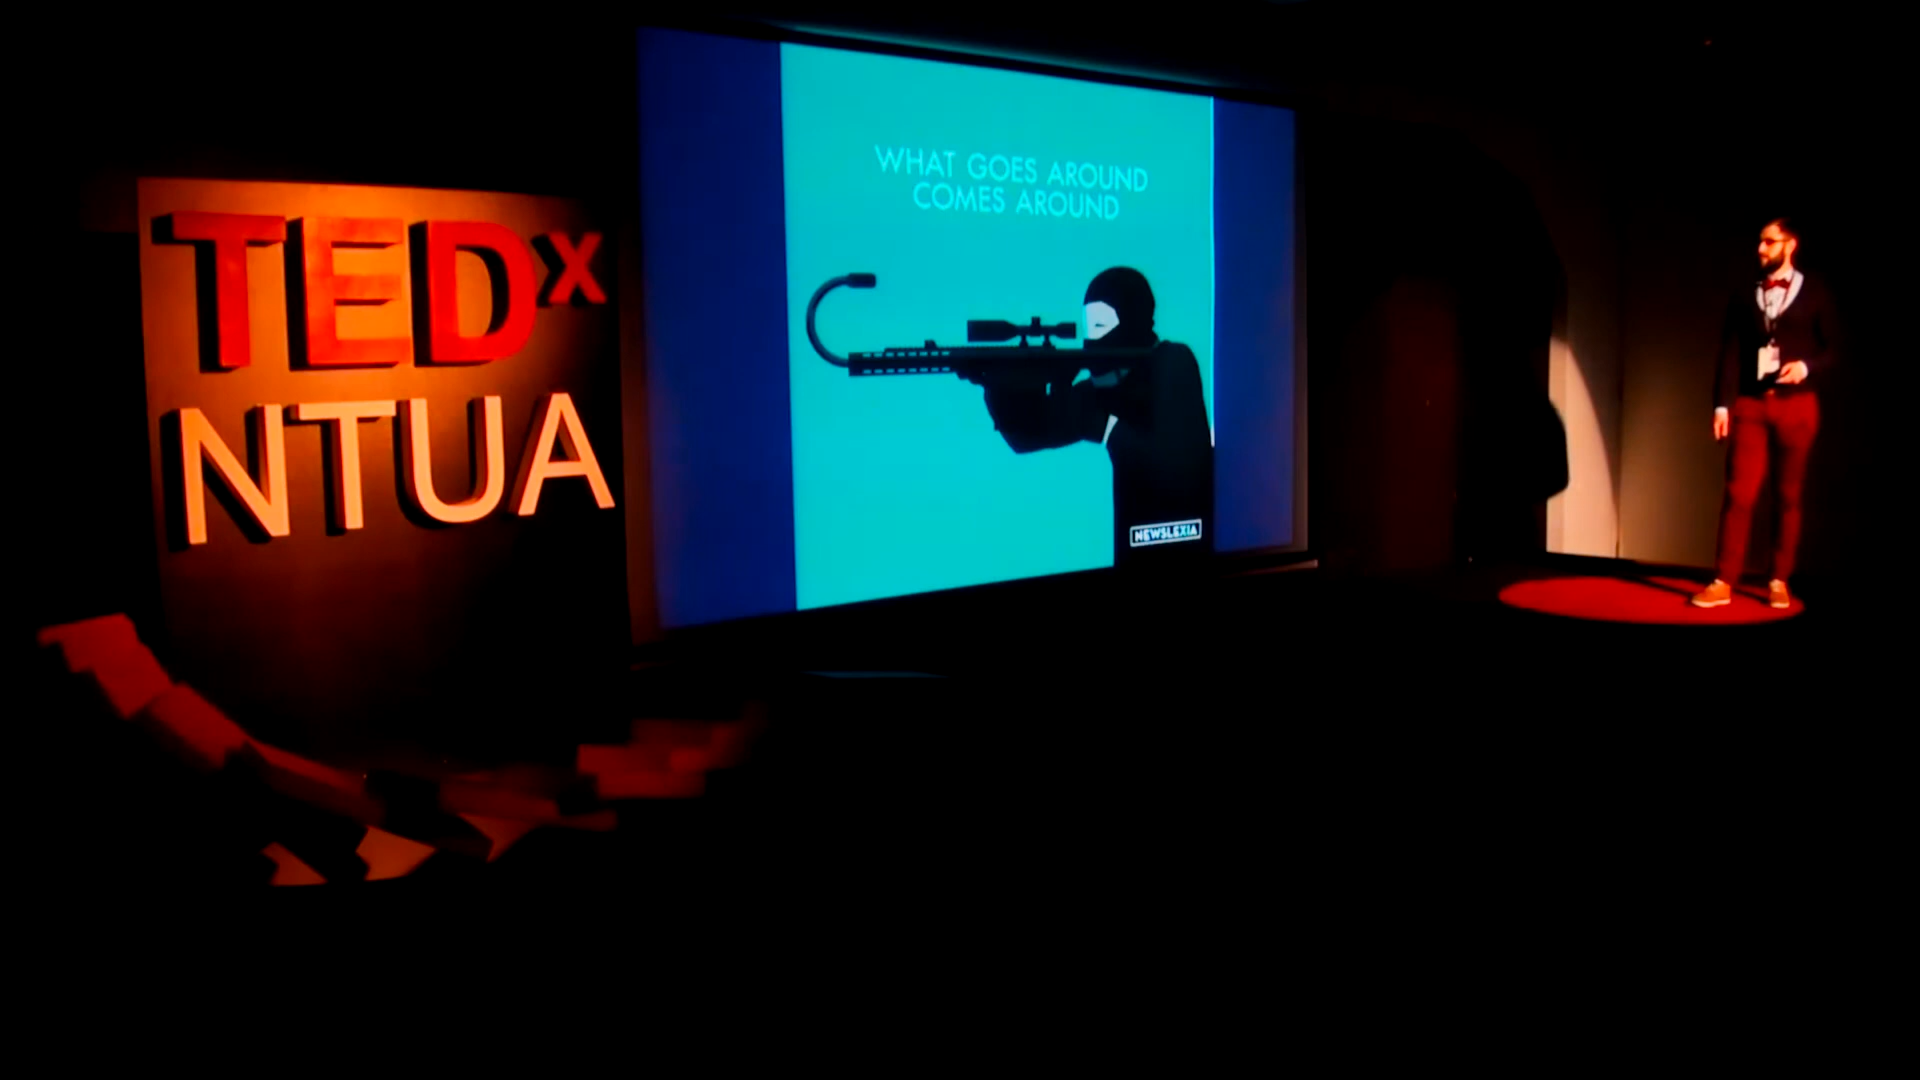 TEDx
NTUA
WHAT GOES AROUND
COMES AROUND
NEWSLEXIA